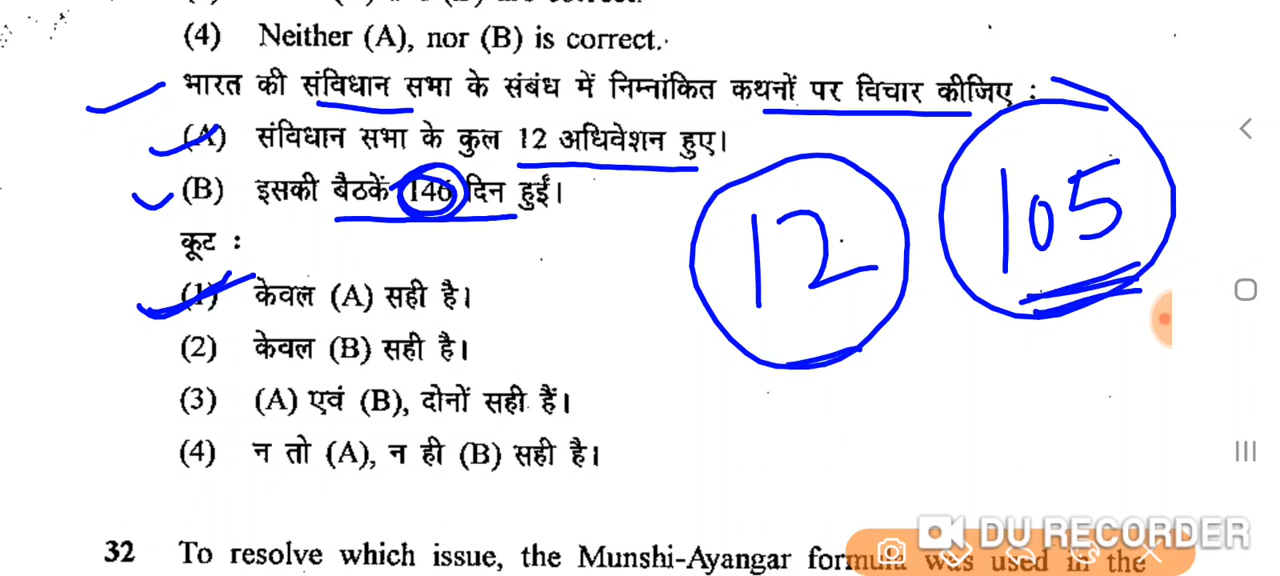 (4) Neither (A), nor (B) is correct.
भारत की संविधान सभा के संबंध में निम्नांकित कथनों पर विचार कीजिए :
(A) संविधान सभा के कुल 12 अधिवेशन हुए।
(B) इसकी बैठकें 146 दिन हुईं।
12
105
कूट :
(1) केवल (A) सही है।
(2) केवल (B) सही है।
(3) (A) एवं (B), दोनों सही हैं।
(4) न तो (A), न ही (B) सही है।
DU RECORDER
32 To resolve which issue, the Munshi-Ayangar formula was used in the